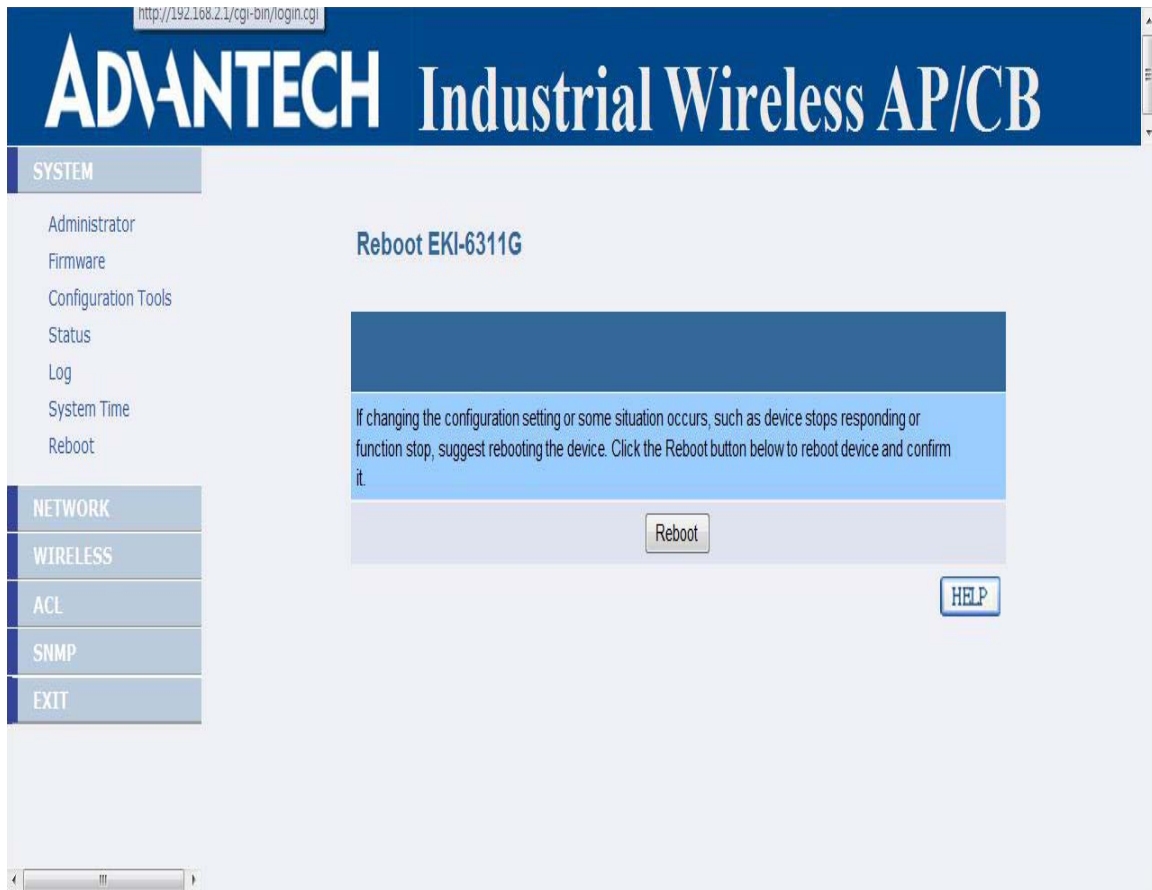 http://192.168.2.1/cgi-bin/login.cgi
ADVANTECH Industrial Wireless AP/CB
SYSTEM
Administrator
Firmware
Configuration Tools
Status
Log
System Time
Reboot
NETWORK
WIRELESS
ACL
SNMP
EXIT
Reboot EKI-6311G
If changing the configuration setting or some situation occurs, such as device stops responding or
function stop, suggest rebooting the device. Click the Reboot button below to reboot device and confirm
it.
Reboot
HELP